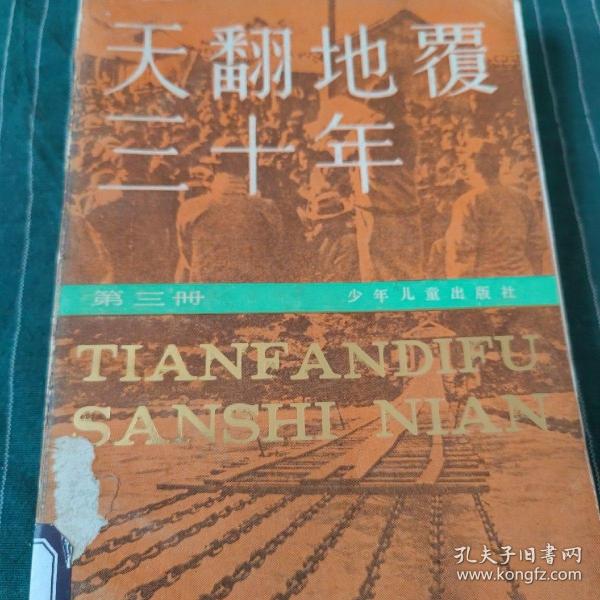 天翻地覆
三十年
第三册 少年儿童出版社
TIANFANDIFU
SANSHI NIAN
孔夫子旧书网
www.kongfz.com